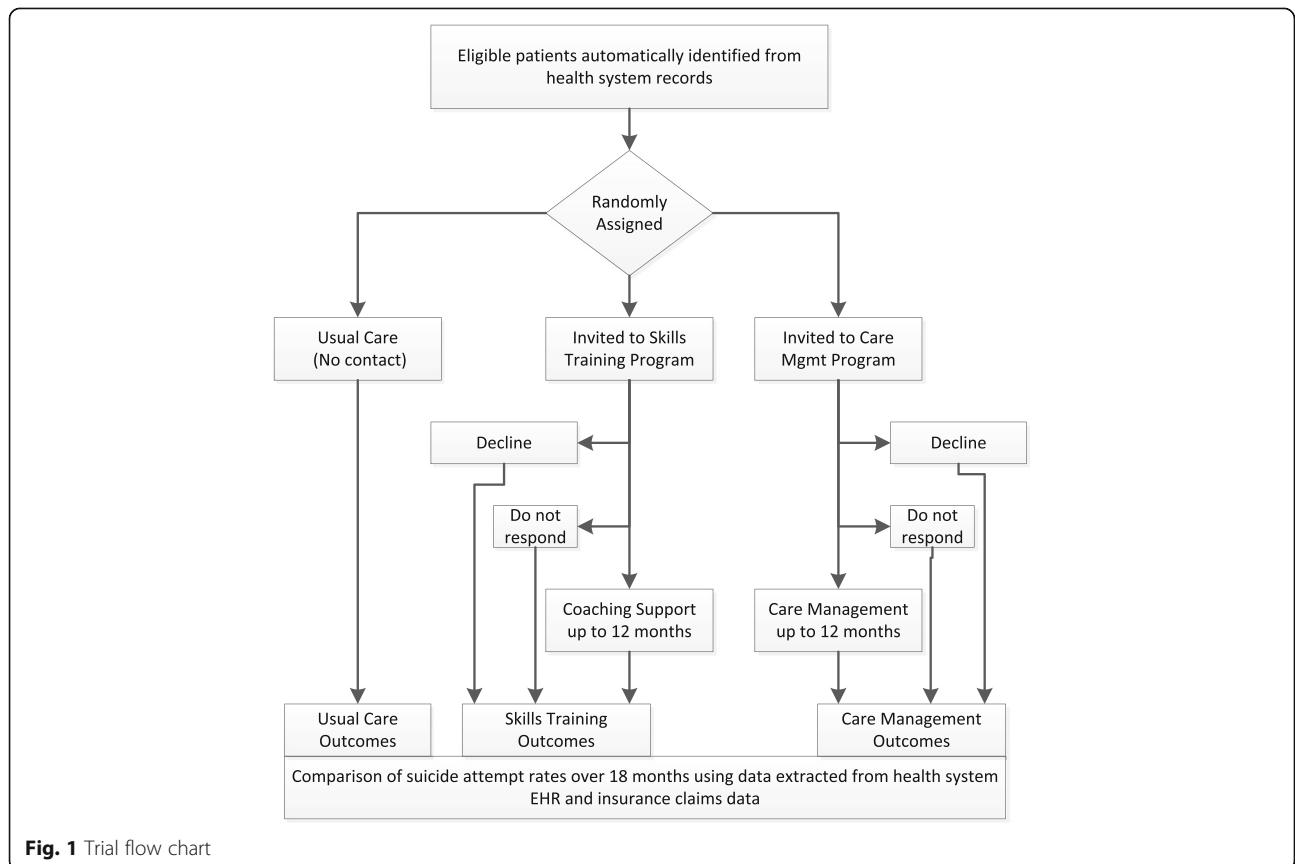 Eligible patients automatically identified from
health system records
Randomly
Assigned
Usual Care
(No contact)
Invited to Skills
Training Program
Invited to Care
Mgmt Program
Decline
Decline
Do not
respond
Do not
respond
Coaching Support
up to 12 months
Care Management
up to 12 months
Usual Care
Outcomes
Skills Training
Outcomes
Care Management
Outcomes
Comparison of suicide attempt rates over 18 months using data extracted from health system
EHR and insurance claims data
Fig. 1 Trial flow chart